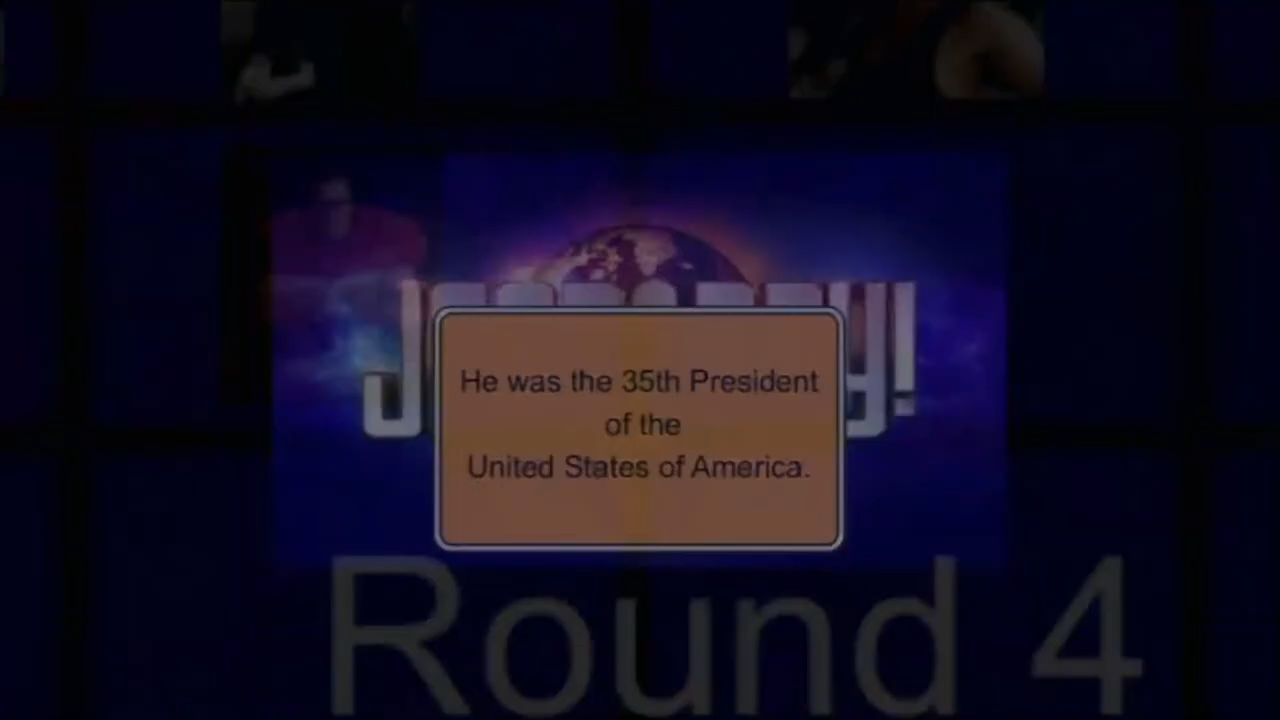 He was the 35th President
of the
United States of America.
Round 4